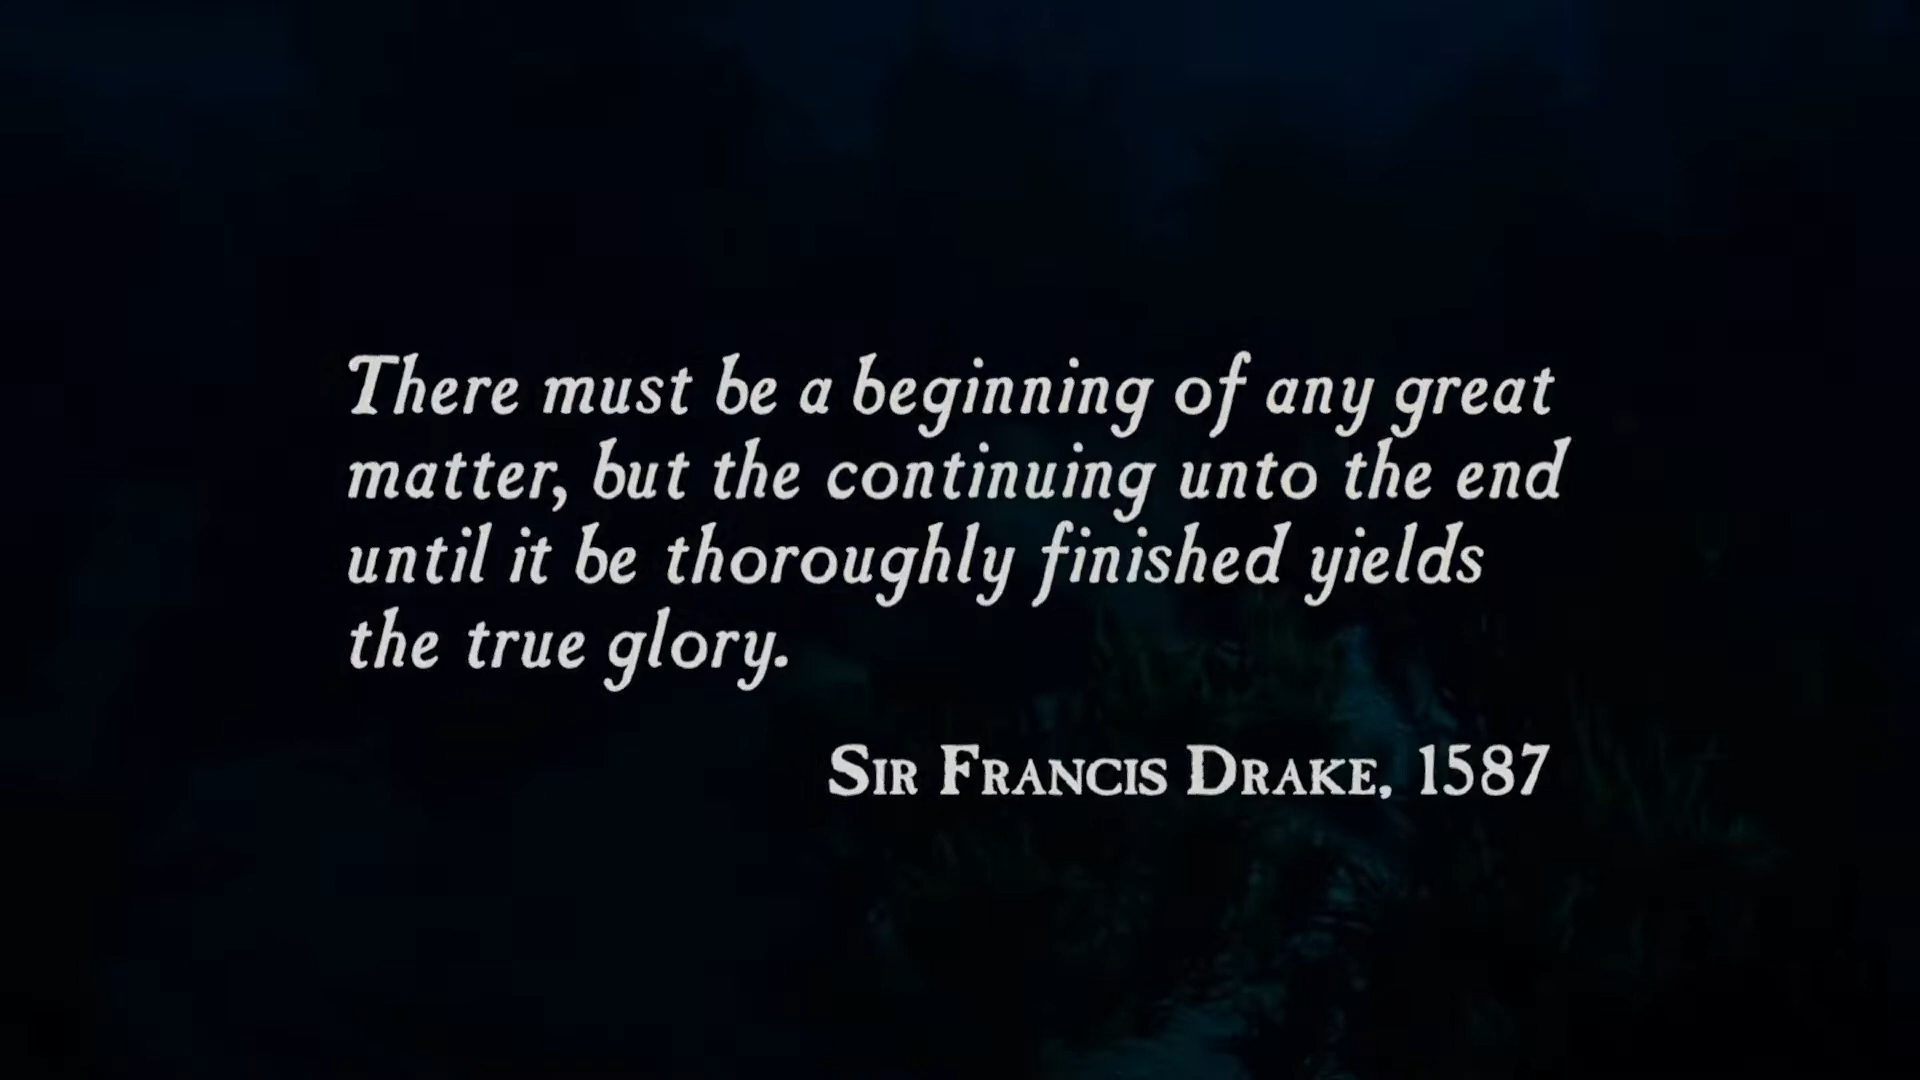 There must be a beginning of any great
matter, but the continuing unto the end
until it be thoroughly finished yields
the true glory.
Sir Francis Drake, 1587